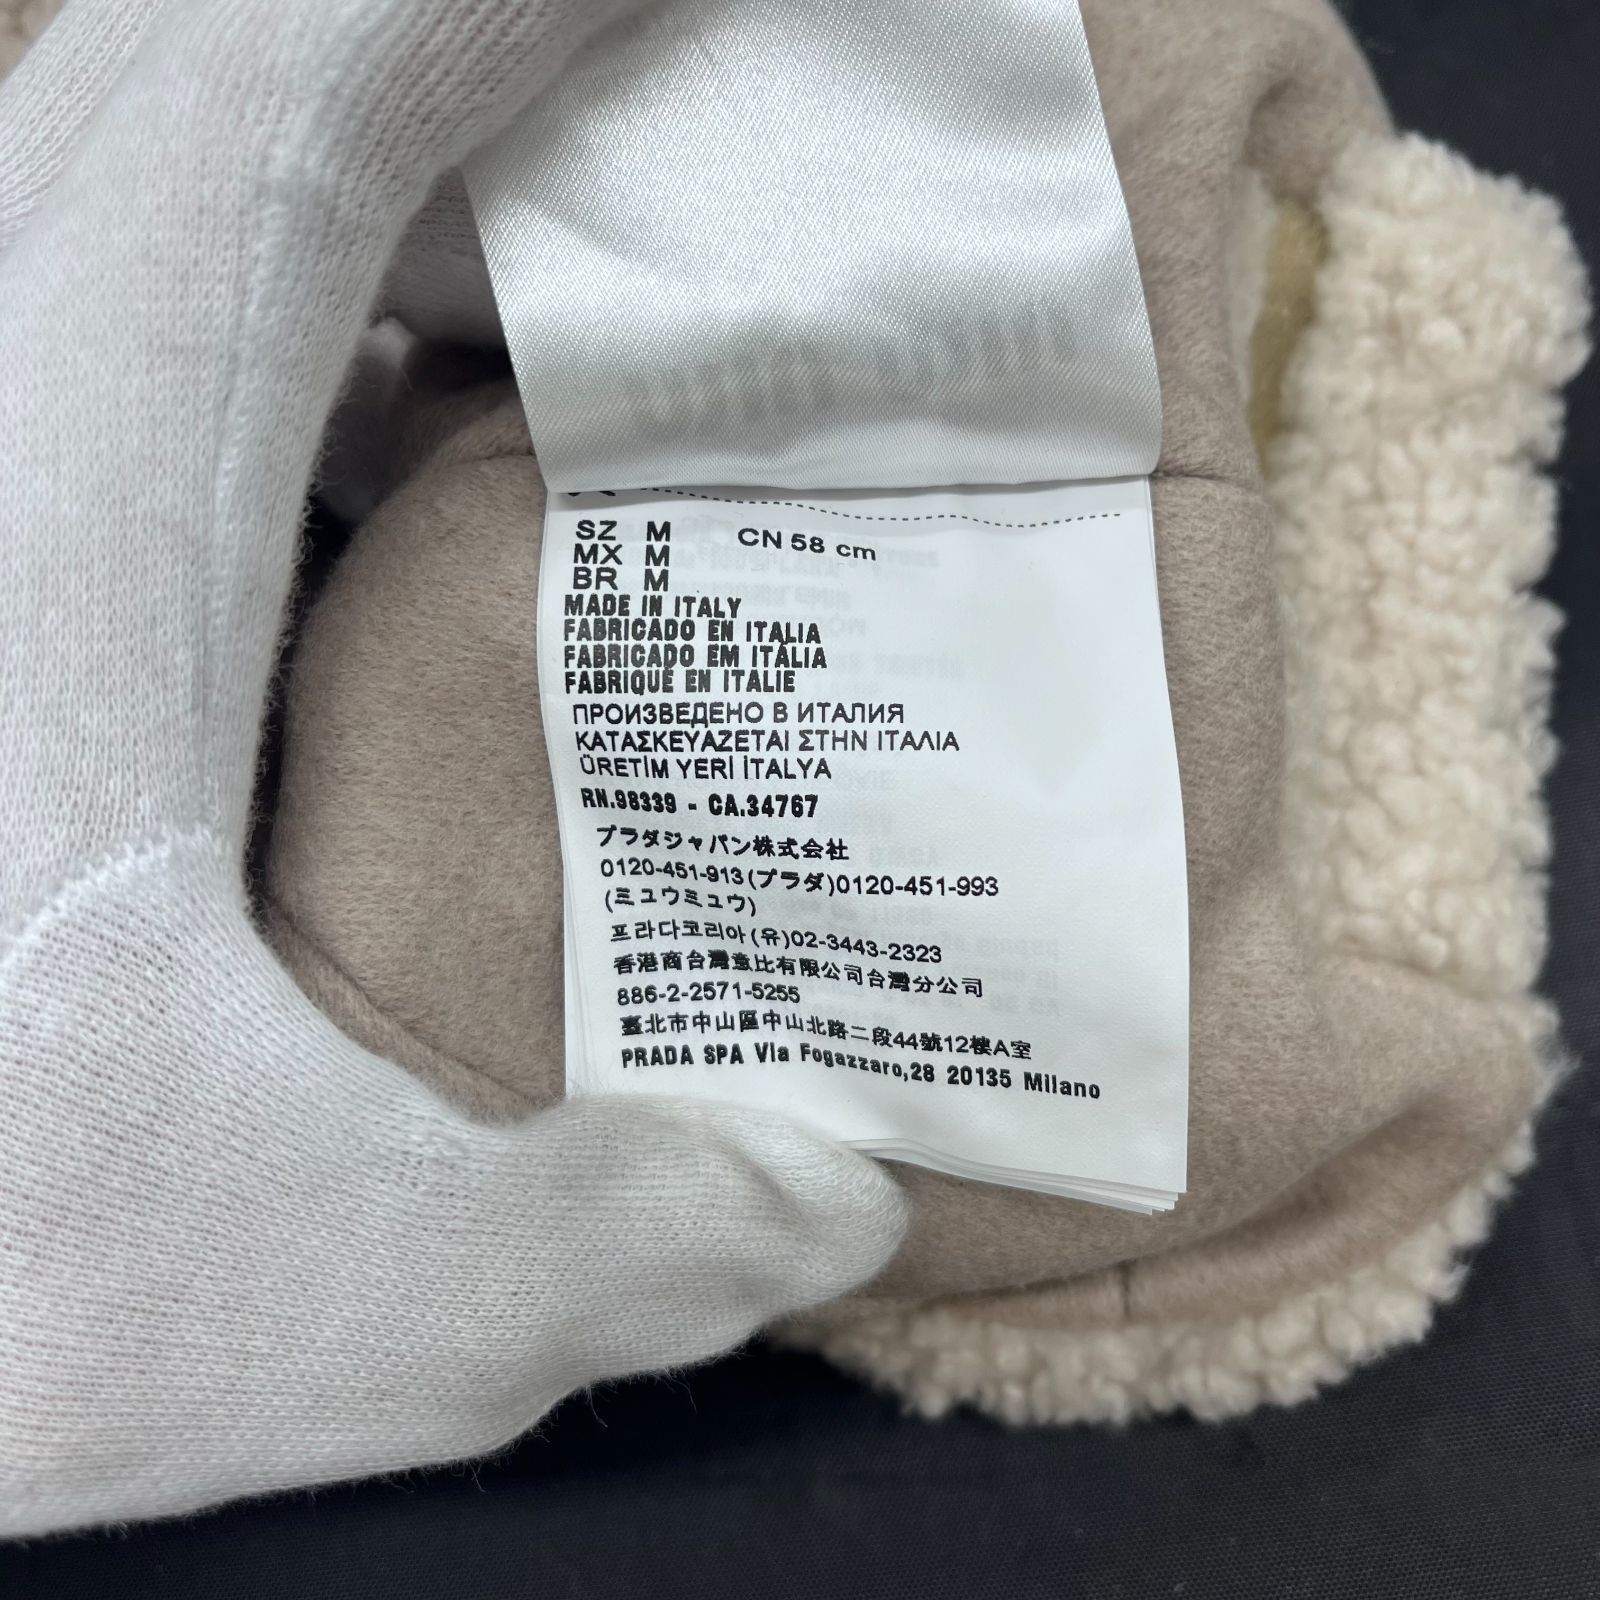 SZ M CN 58 cm
MX M
BR M
MADE IN ITALY
FABRICADO EN ITALIA
FABRICADO EM ITÁLIA
FABRIQUÉ EN ITALIE
ПРОИЗВЕДЕНО В ИТАЛИЯ
ΚΑΤΑΣΚΕΥΑΖΕΤΑΙ ΣΤΗΝ ΙΤΑΛΙΑ
ÜRETİM YERİ İTALYA
RN.98339 - CA.34767
プラダジャパン株式会社
0120-451-913(プラダ)0120-451-993
(ミュウミュウ)
프라다코리아(유)02-3443-2323
香港商台灣意比有限公司台灣分公司
886-2-2571-5255
臺北市中山區中山北路二段44號12樓A室
PRADA SPA Via Fogazzaro,28 20135 Milano